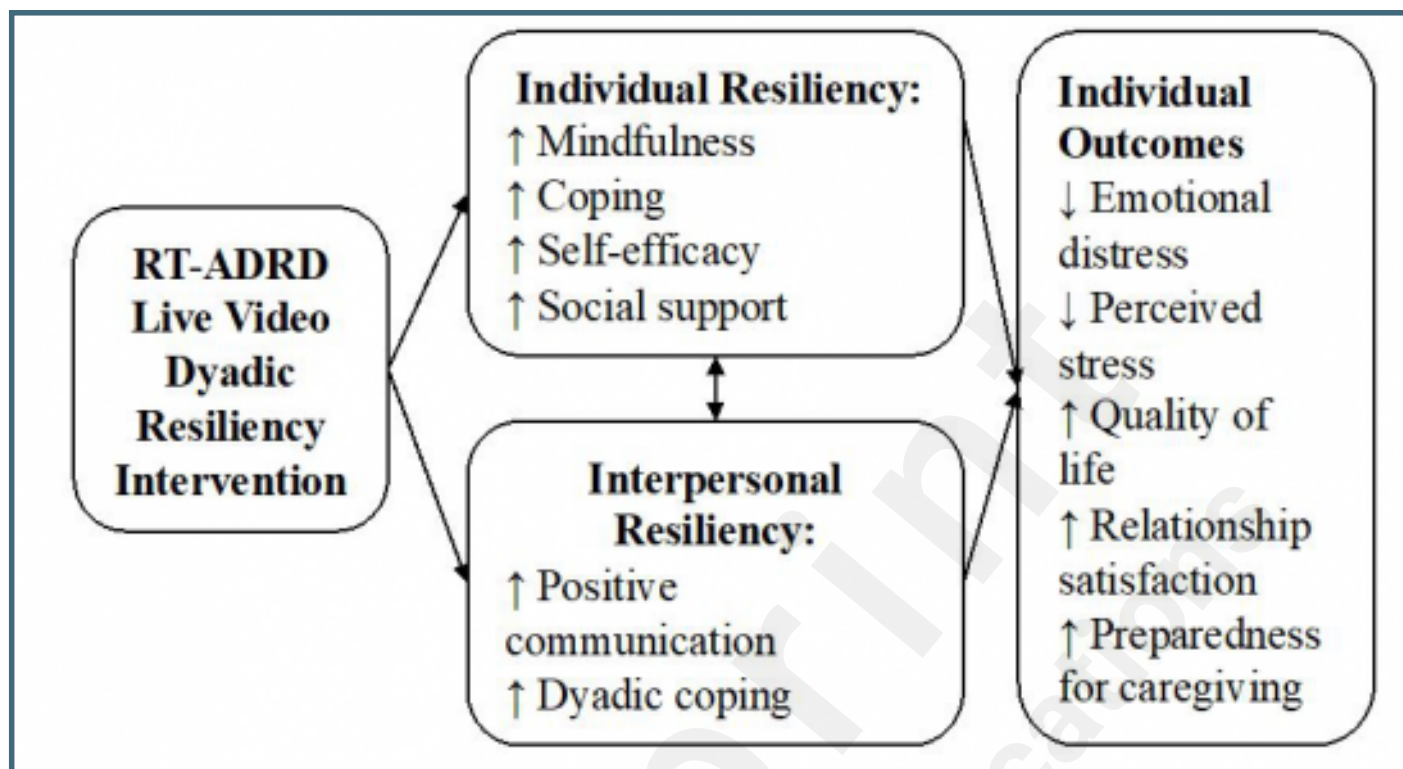 RT-ADRD
Live Video
Dyadic
Resiliency
Intervention
Individual Resiliency:
↑ Mindfulness
↑ Coping
↑ Self-efficacy
↑ Social support
Interpersonal
Resiliency:
↑ Positive
communication
↑ Dyadic coping
Individual
Outcomes
↓ Emotional
distress
↓ Perceived
stress
↑ Quality of
life
↑ Relationship
satisfaction
↑ Preparedness
for caregiving